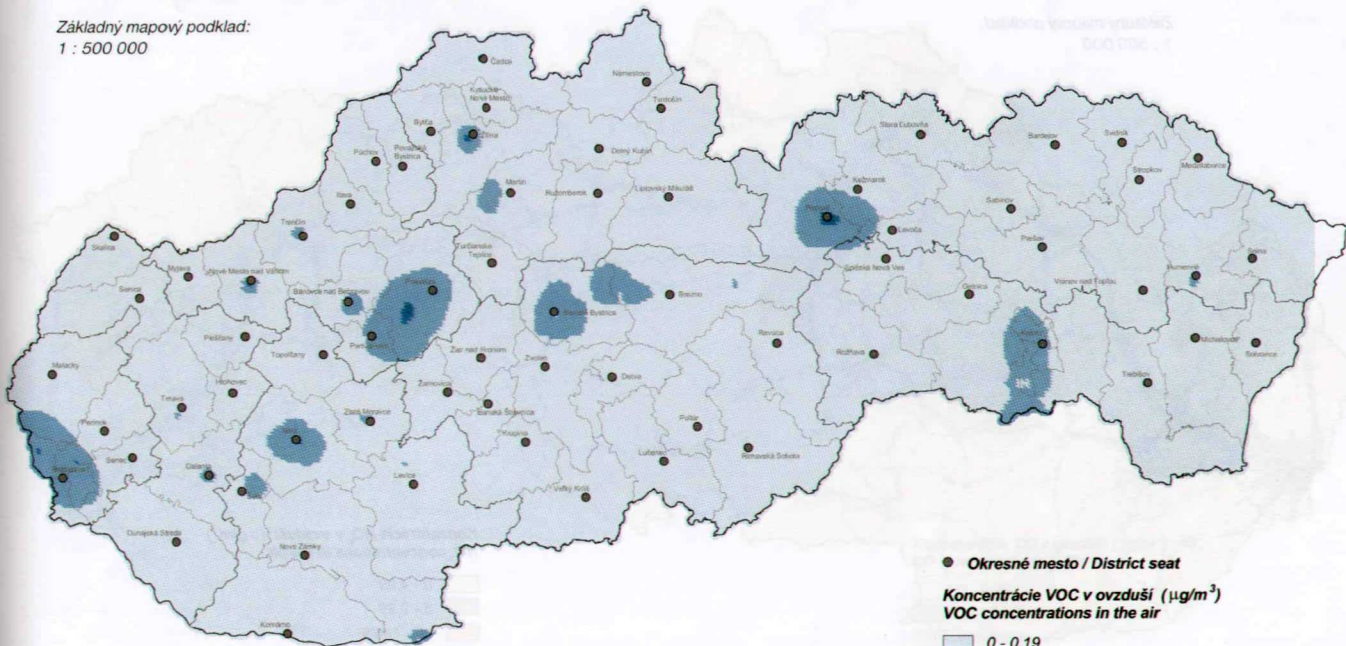 Základný mapový podklad:
1 : 500 000
Čadca
Námestovo
Kysucké
Nové Mesto
Tvrdošín
Bytča
Žilina
Stará Ľubovňa
Bardejov
Svidník
Medzilaborce
Púchov
Považská
Bystrica
Dolný Kubín
Stropkov
Kežmarok
Martin
Ružomberok
Liptovský Mikuláš
Ilava
Sabinov
Poprad
Trenčín
Levoča
Prešov
Skalica
Turčianske
Teplice
Snina
Spišská Nová Ves
Myjava
Nové Mesto nad Váhom
Humenné
Vranov nad Topľou
Bánovce nad Bebravou
Prievidza
Gelnica
Senica
Brezno
Banská Bystrica
Piešťany
Partizánske
Revúca
Košice
Michalovce
Sobrance
Topoľčany
Žiar nad Hronom
Zvolen
Rožňava
Malacky
Hlohovec
Detva
Trebišov
Žarnovica
Trnava
Banská Štiavnica
Zlaté Moravce
Pezinok
Poltár
Krupina
Nitra
Rimavská Sobota
Senec
Lučenec
Bratislava
Galanta
Levice
Veľký Krtíš
Dunajská Streda
Nové Zámky
Komárno
Okresné mesto / District seat
Koncentrácie VOC v ovzduší (µg/m³)
VOC concentrations in the air
0 - 0,19